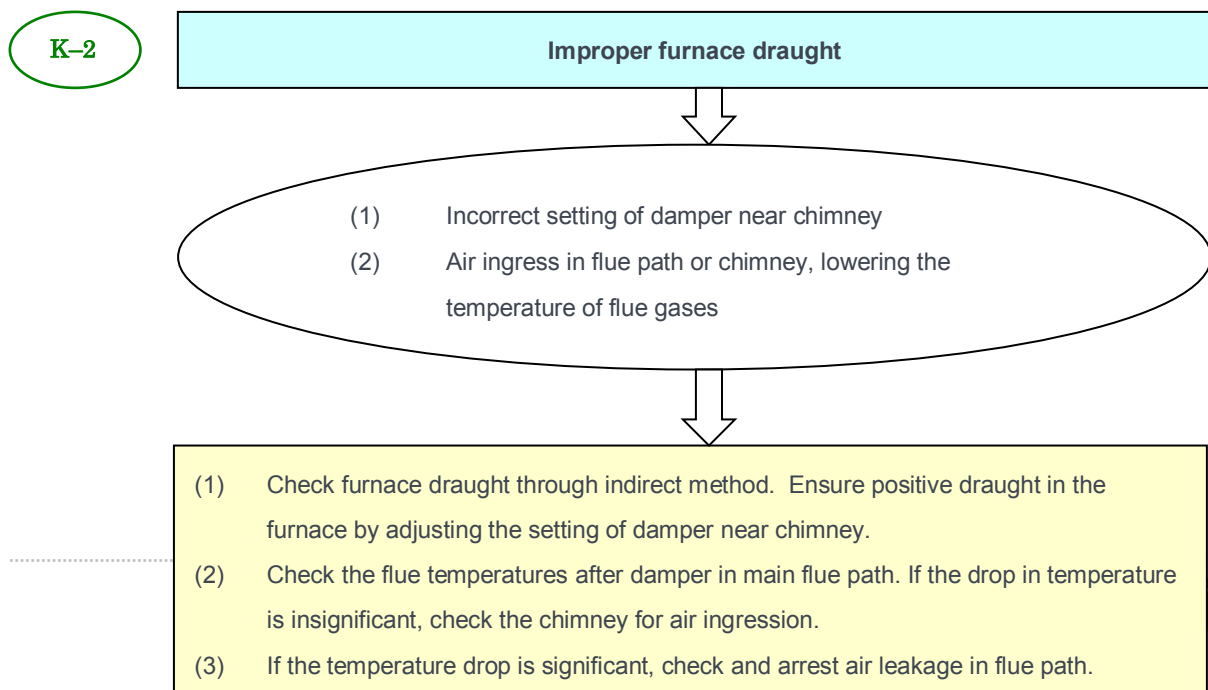 K–2
Improper furnace draught
(1) Incorrect setting of damper near chimney
(2) Air ingress in flue path or chimney, lowering the
temperature of flue gases
(1) Check furnace draught through indirect method. Ensure positive draught in the
furnace by adjusting the setting of damper near chimney.
(2) Check the flue temperatures after damper in main flue path. If the drop in temperature
is insignificant, check the chimney for air ingression.
(3) If the temperature drop is significant, check and arrest air leakage in flue path.